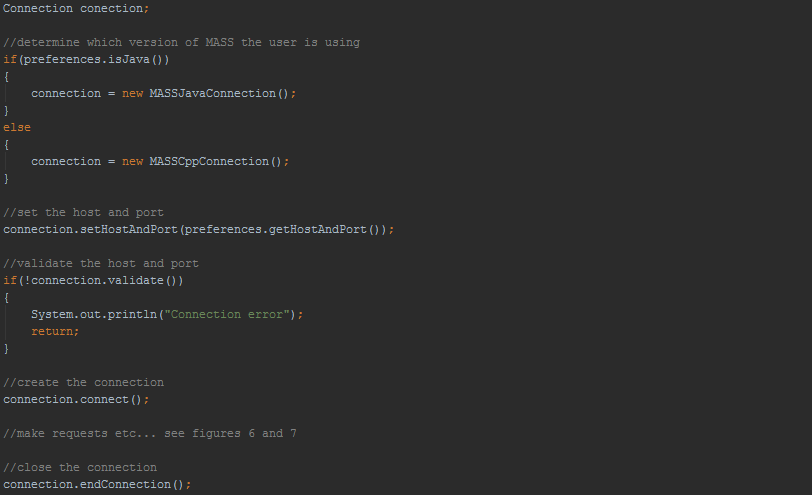 Connection conection;
//determine which version of MASS the user is using
if(preferences.isJava())
{
connection = new MASSJavaConnection();
}
else
{
connection = new MASSCppConnection();
}
//set the host and port
connection.setHostAndPort(preferences.getHostAndPort());
//validate the host and port
if(!connection.validate())
{
System.out.println("Connection error");
return;
}
//create the connection
connection.connect();
//make requests etc... see figures 6 and 7
//close the connection
connection.endConnection();